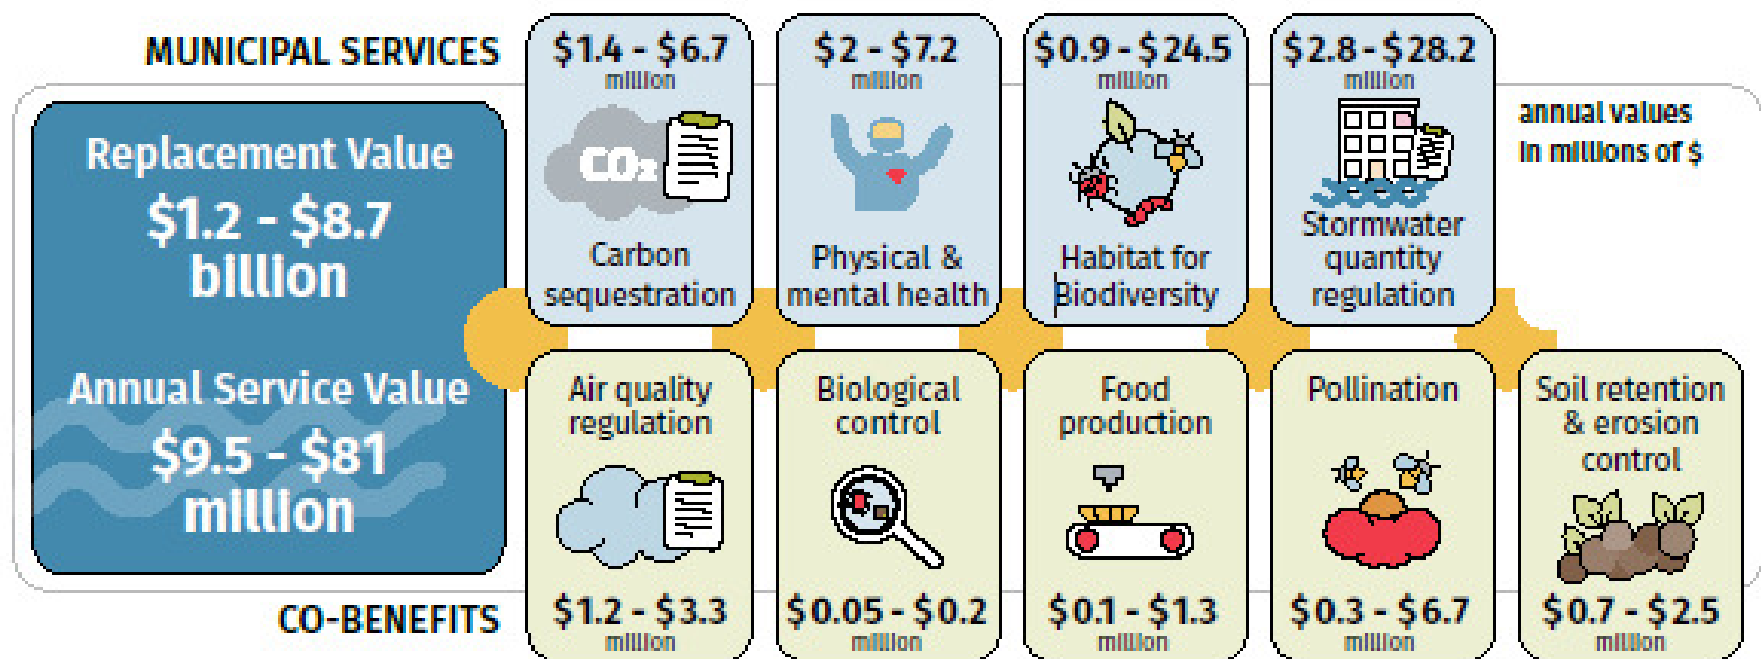 MUNICIPAL SERVICES
Replacement Value
$1.2 - $8.7
billion
Annual Service Value
$9.5 - $81
million
CO-BENEFITS
$1.4 - $6.7
million
CO₂
Carbon
sequestration
$2 - $7.2
million
Physical &
mental health
$0.9 - $24.5
million
Habitat for
Biodiversity
$2.8 - $28.2
million
Stormwater
quantity
regulation
annual values
in millions of $
Air quality
regulation
$1.2 - $3.3
million
Biological
control
$0.05 - $0.2
million
Food
production
$0.1 - $1.3
million
Pollination
$0.3 - $6.7
million
Soil retention
& erosion
control
$0.7 - $2.5
million